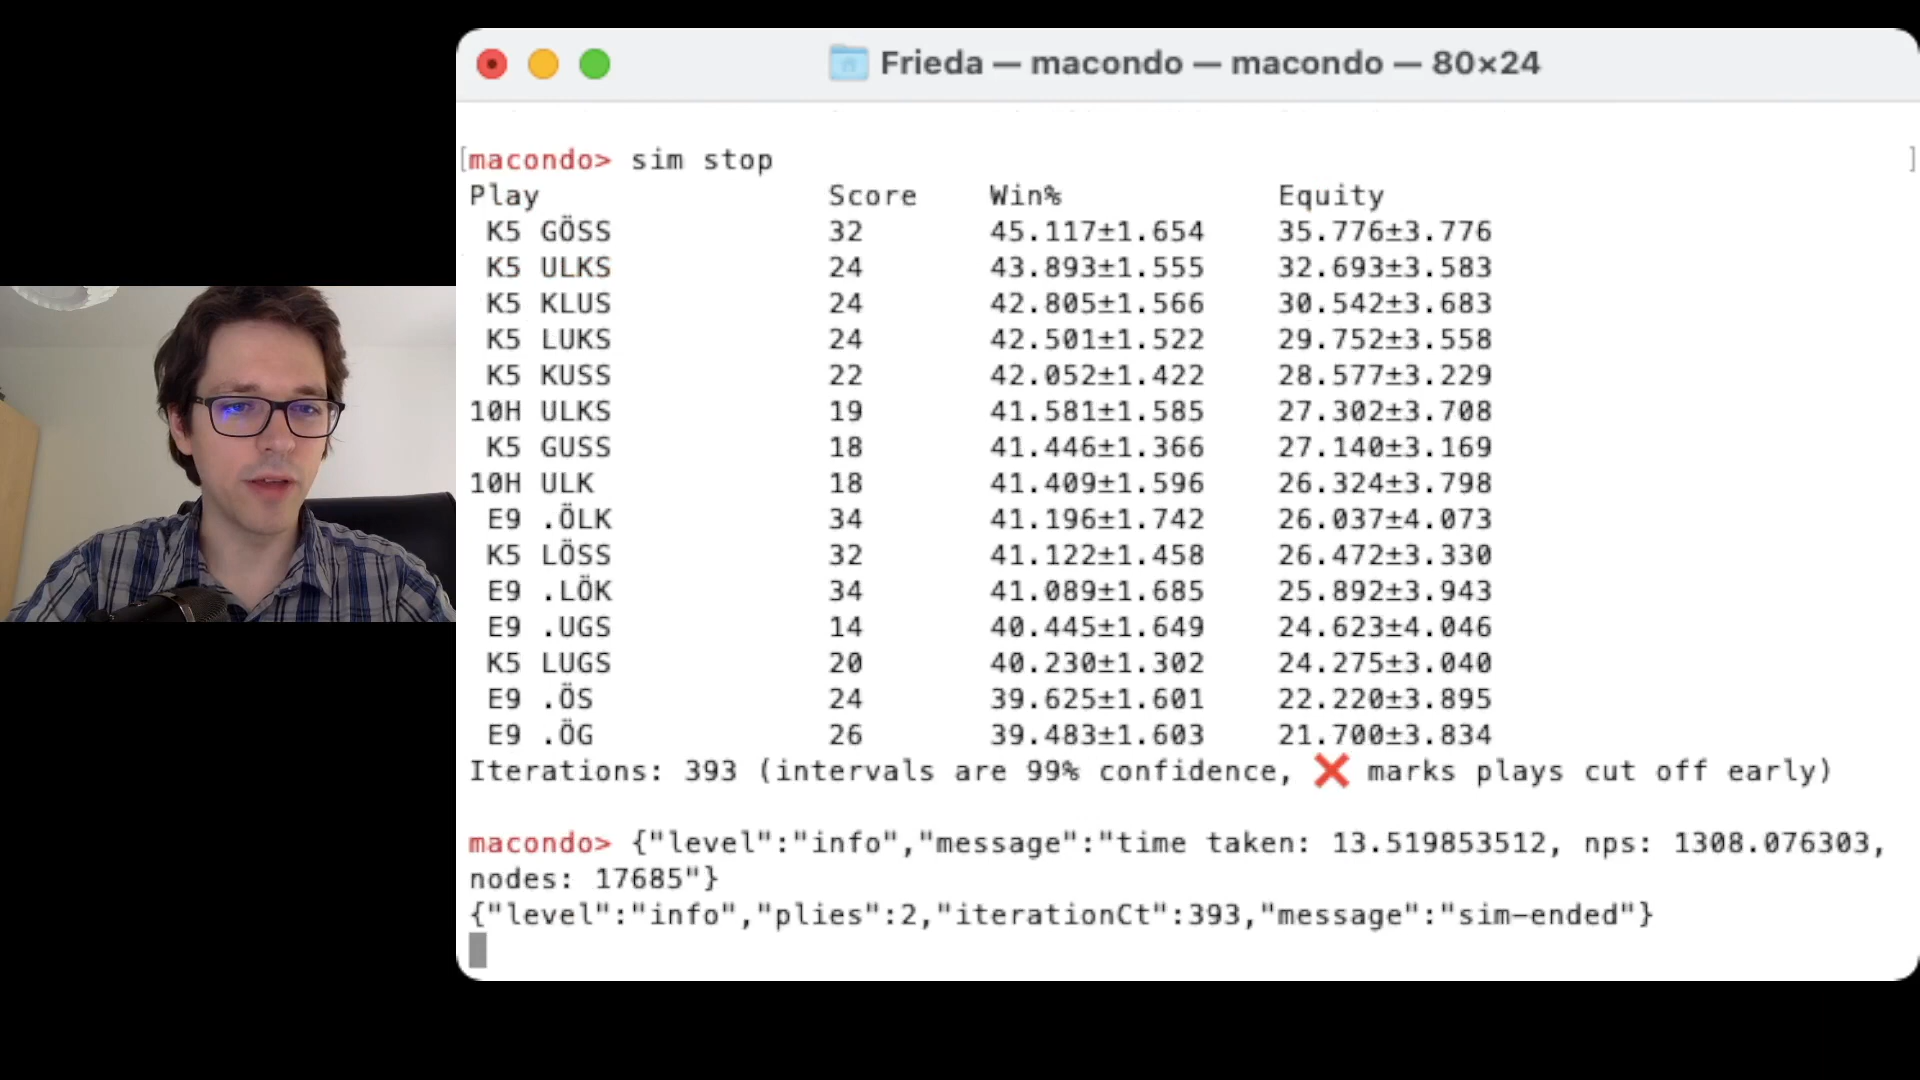 Frieda — macondo — macondo — 80×24
[macondo> sim stop ]
Play Score Win% Equity
K5 GÖSS 32 45.117±1.654 35.776±3.776
K5 ULKS 24 43.893±1.555 32.693±3.583
K5 KLUS 24 42.805±1.566 30.542±3.683
K5 LUKS 24 42.501±1.522 29.752±3.558
K5 KUSS 22 42.052±1.422 28.577±3.229
10H ULKS 19 41.581±1.585 27.302±3.708
K5 GUSS 18 41.446±1.366 27.140±3.169
10H ULK 18 41.409±1.596 26.324±3.798
E9 .ÖLK 34 41.196±1.742 26.037±4.073
K5 LÖSS 32 41.122±1.458 26.472±3.330
E9 .LÖK 34 41.089±1.685 25.892±3.943
E9 .UGS 14 40.445±1.649 24.623±4.046
K5 LUGS 20 40.230±1.302 24.275±3.040
E9 .ÖS 24 39.625±1.601 22.220±3.895
E9 .ÖG 26 39.483±1.603 21.700±3.834
Iterations: 393 (intervals are 99% confidence, ❌ marks plays cut off early)
macondo> {"level":"info","message":"time taken: 13.519853512, nps: 1308.076303,
nodes: 17685"}
{"level":"info","plies":2,"iterationCt":393,"message":"sim-ended"}